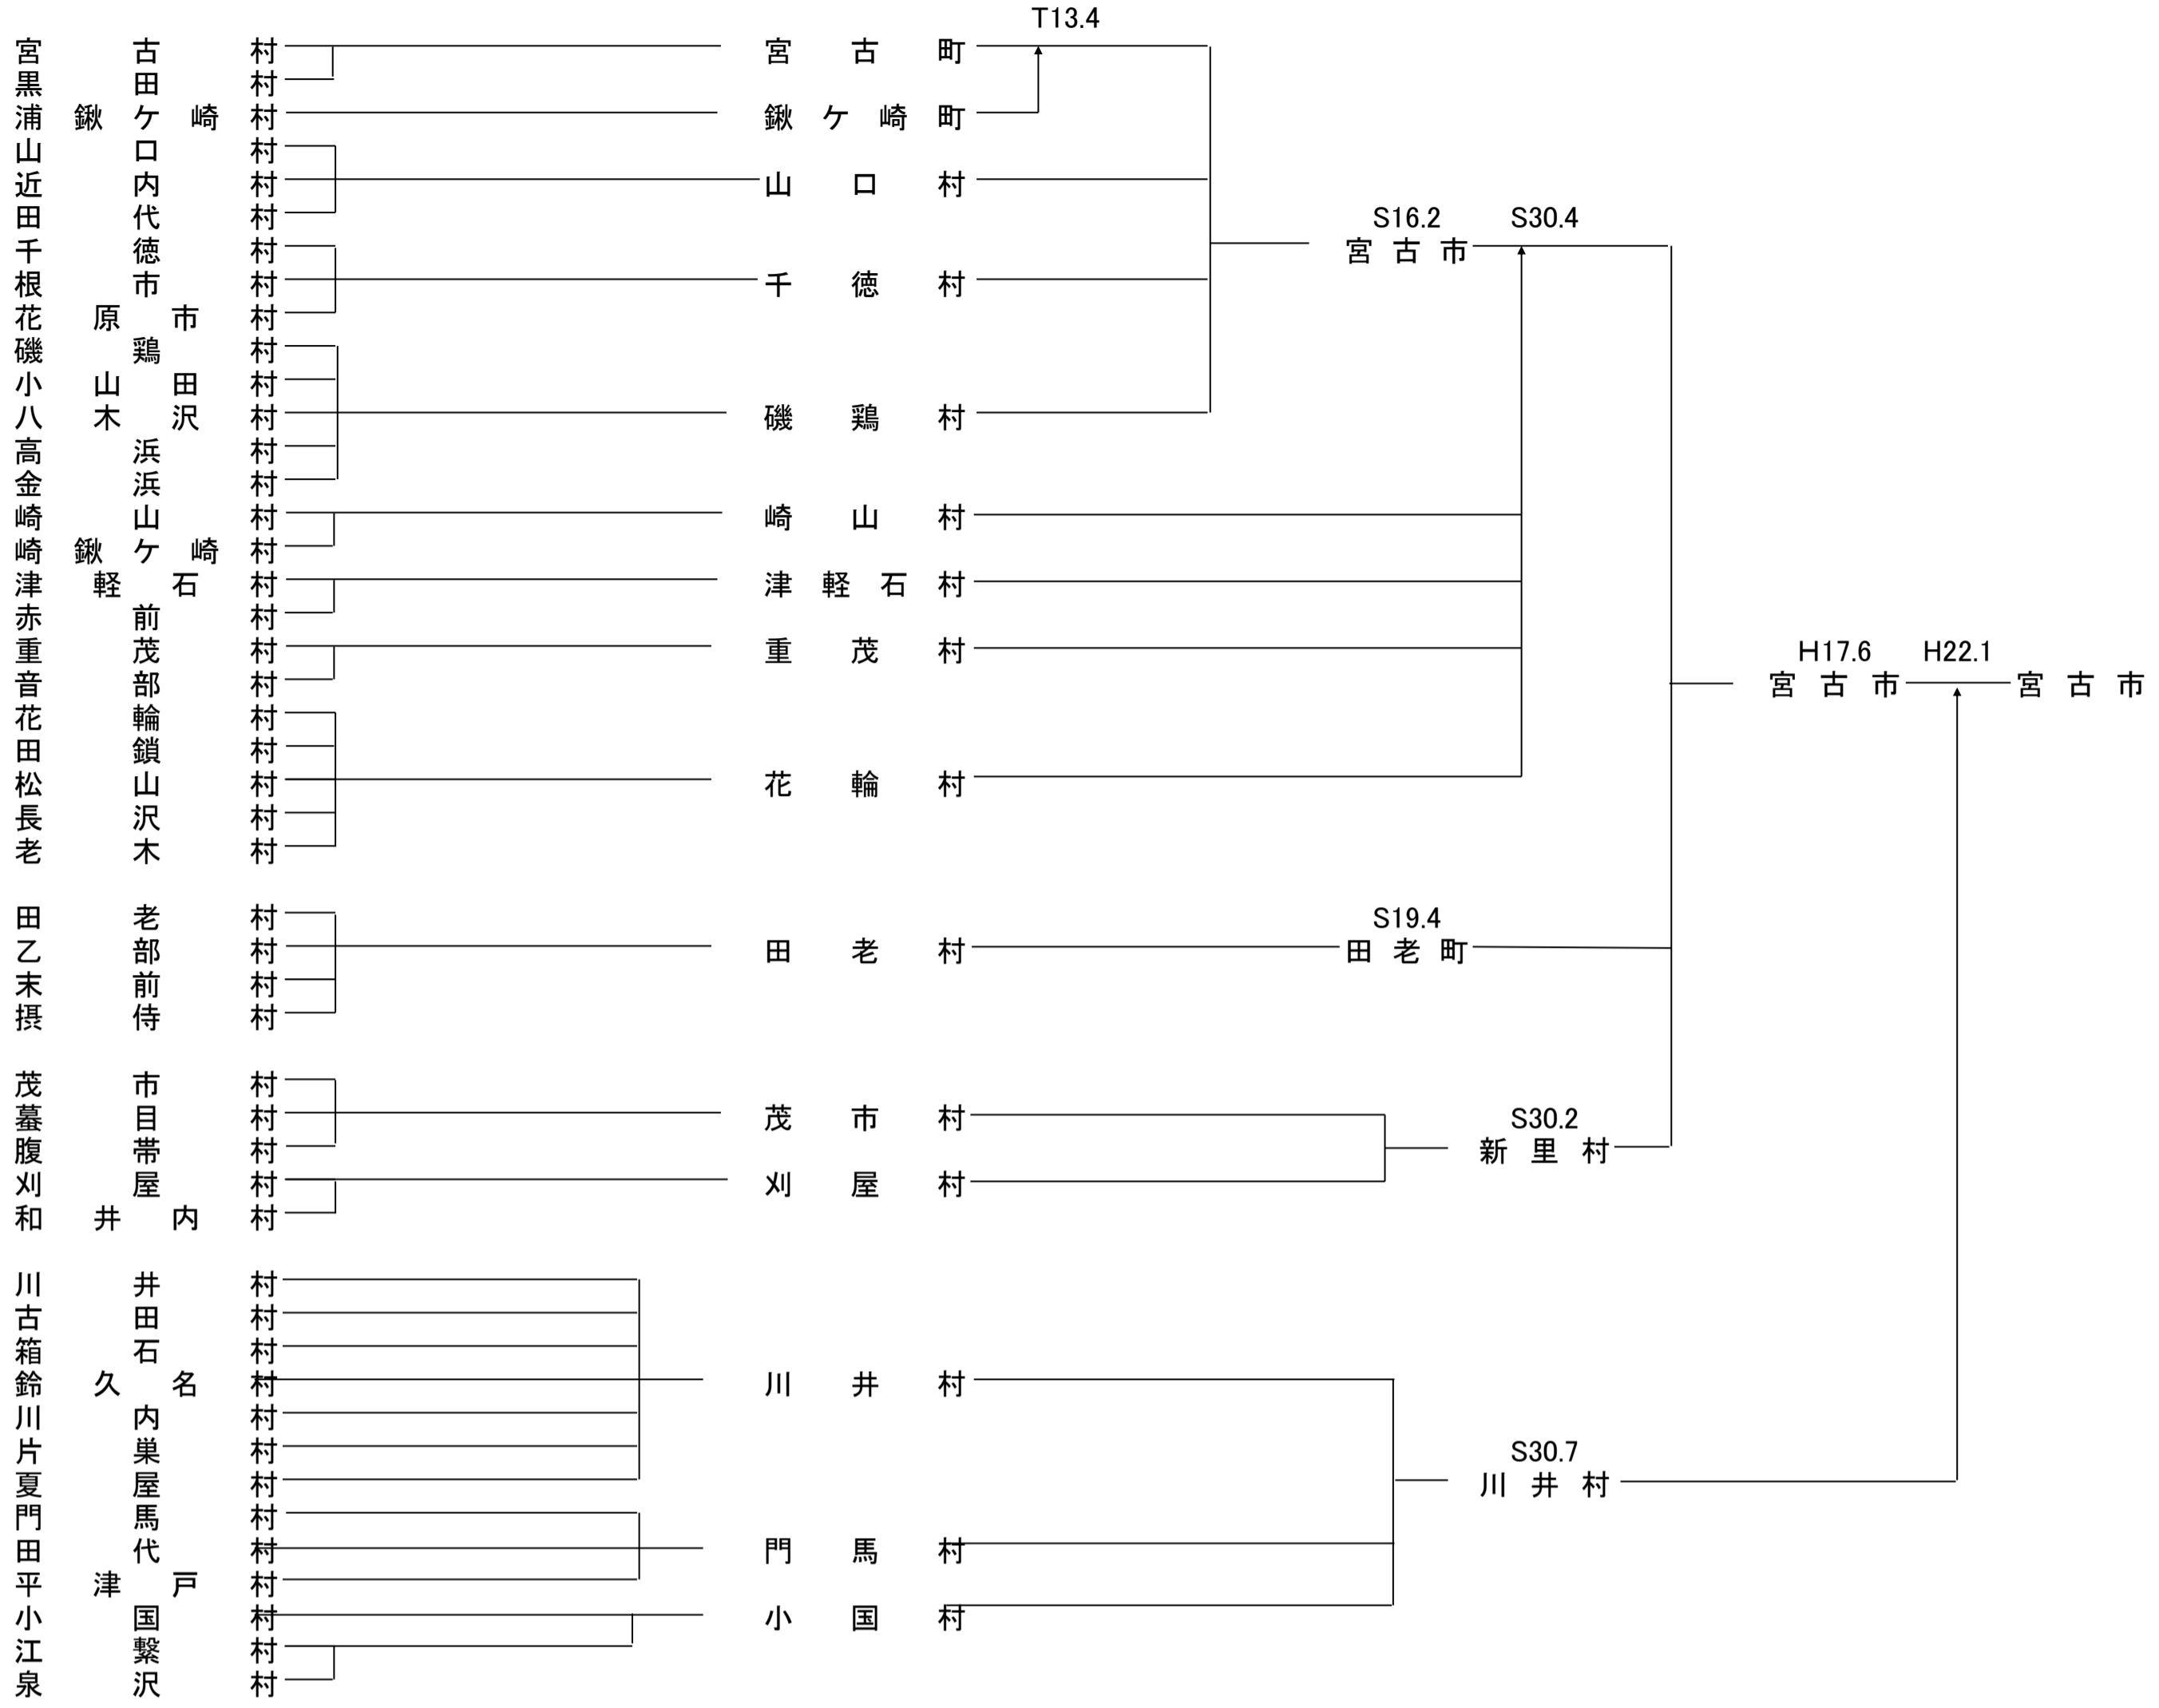 T13.4
宮古村 宮古町
黒田村
浦鍬ケ崎村 鍬ケ崎町
山口村
近内村 山口村
田代村 S16.2 S30.4
千徳村 宮古市
根市村 千徳村
花原市村
磯鶏村
小山田村
八木沢村 磯鶏村
高浜村
金浜村
崎山村 崎山村
崎鍬ケ崎村
津軽石村 津軽石村
赤前村
重茂村 重茂村 H17.6 H22.1
音部村 宮古市 宮古市
花輪村
田鎖村
松山村 花輪村
長沢村
老木村
田老村 S19.4
乙部村 田老村 田老町
末前村
摂待村
茂市村
蟇目村 茂市村 S30.2
腹帯村 新里村
刈屋村 刈屋村
和井内村
川井村
古田村
箱石村
鈴久名村 川井村
川内村
片巣村 S30.7
夏屋村 川井村
門馬村
田代村 門馬村
平津戸村
小国村 小国村
江繋村
泉沢村